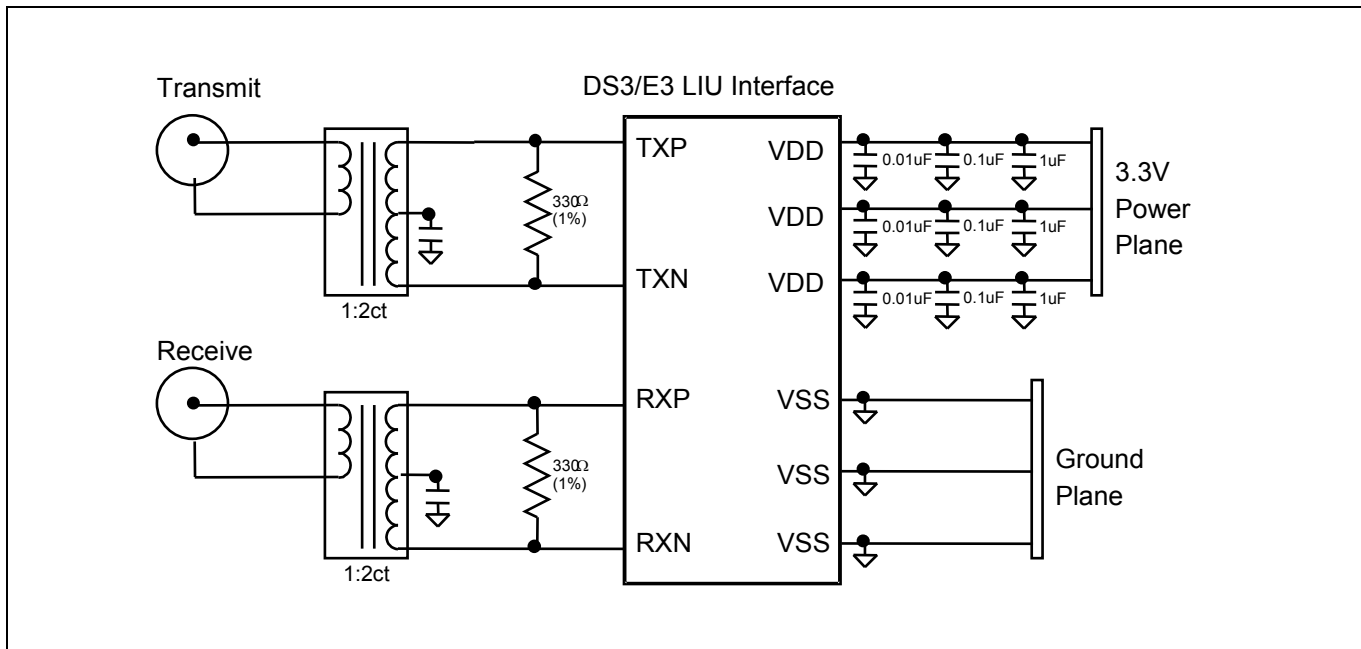 DS3/E3 LIU Interface
Transmit
1:2ct
330Ω
(1%)
TXP
TXN
VDD
0.01uF
0.1uF
1uF
VDD
0.01uF
0.1uF
1uF
VDD
0.01uF
0.1uF
1uF
3.3V
Power
Plane
Receive
1:2ct
330Ω
(1%)
RXP
RXN
VSS
VSS
VSS
Ground
Plane